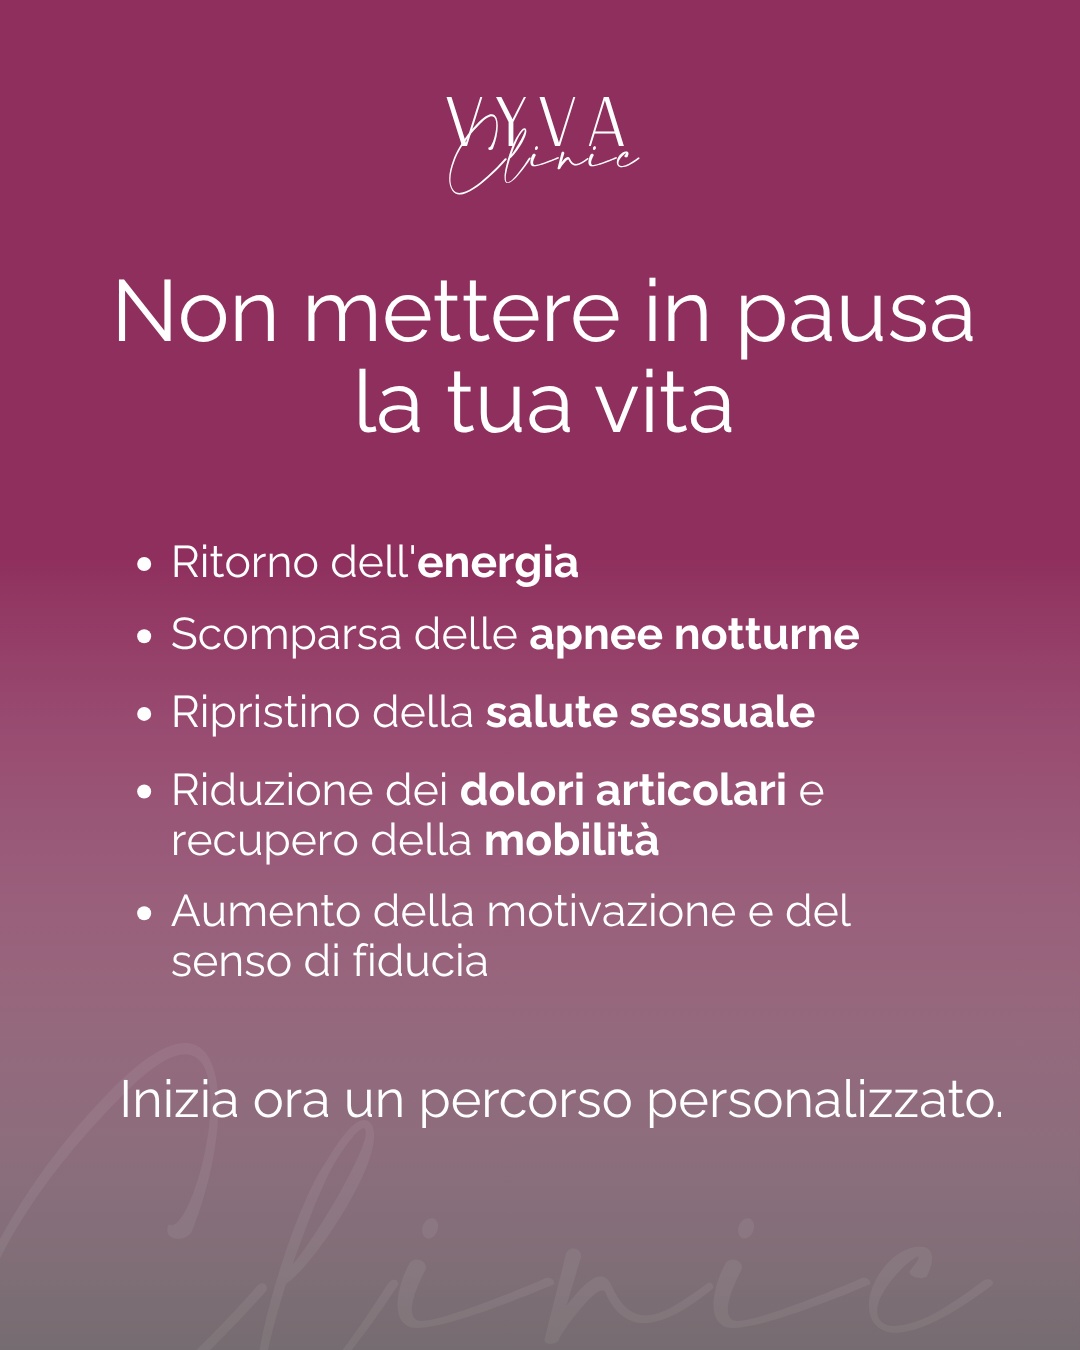 VYVA
Clinic
Non mettere in pausa
la tua vita
• Ritorno dell'energia
• Scomparsa delle apnee notturne
• Ripristino della salute sessuale
• Riduzione dei dolori articolari e
recupero della mobilità
• Aumento della motivazione e del
senso di fiducia
Inizia ora un percorso personalizzato.
Clinic